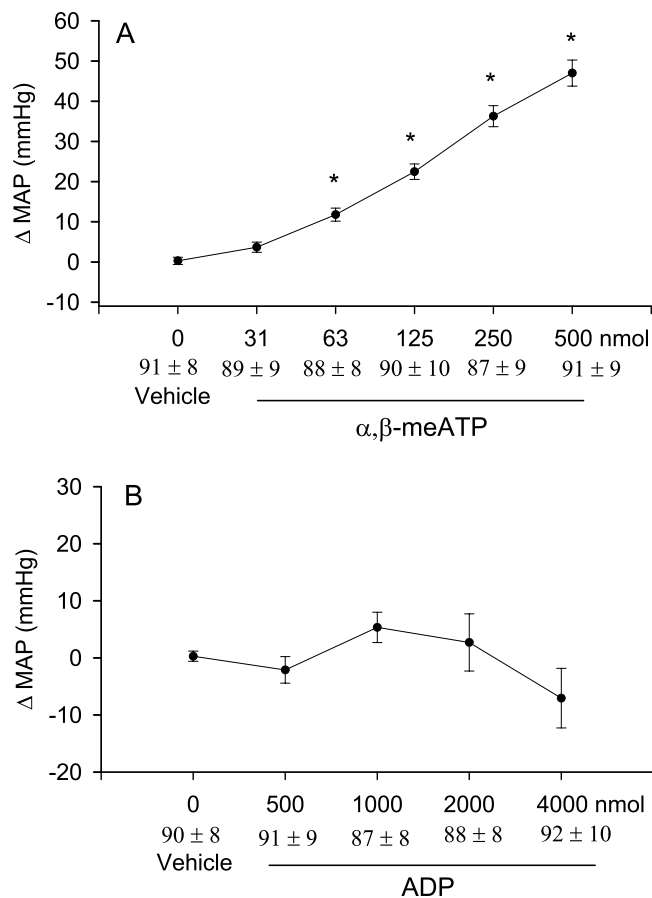 A
60
50
40
30
20
10
0
-10
Δ MAP (mmHg)
* * * *
0 31 63 125 250 500 nmol
91 ± 8 89 ± 9 88 ± 8 90 ± 10 87 ± 9 91 ± 9
Vehicle
α,β-meATP
B
30
20
10
0
-10
-20
Δ MAP (mmHg)
0 500 1000 2000 4000 nmol
90 ± 8 91 ± 9 87 ± 8 88 ± 8 92 ± 10
Vehicle
ADP